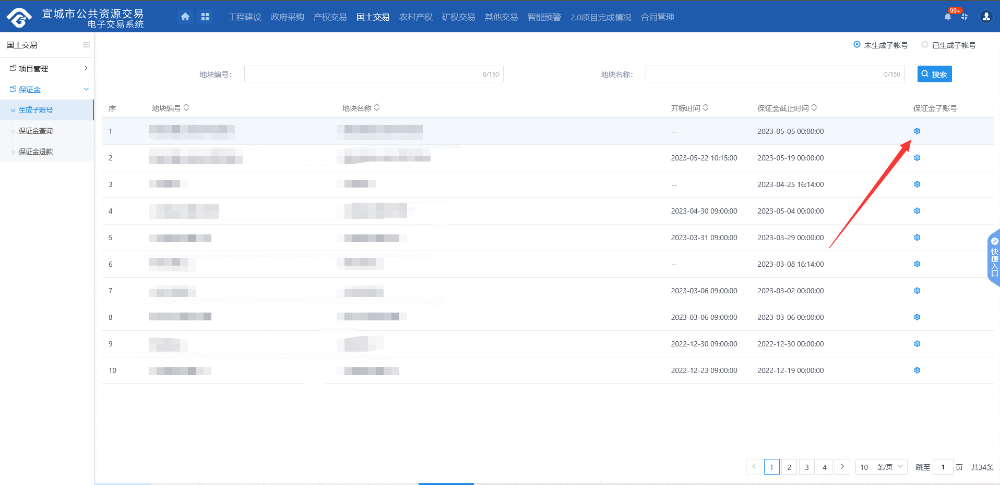 宣城市公共资源交易
电子交易系统
工程建设 政府采购 产权交易 国土交易 农村产权 矿权交易 其他交易 智能预警 2.0项目完成情况 合同管理
99+
国土交易
项目管理
保证金
生成子账号
保证金查询
保证金退款
未生成子帐号 已生成子帐号
地块编号： 0/150 地块名称： 0/150 搜索
序 地块编号 地块名称 开标时间 保证金截止时间 保证金子账号
1 -- 2023-05-05 00:00:00
2 2023-05-22 10:15:00 2023-05-19 00:00:00
3 -- 2023-04-25 16:14:00
4 2023-04-30 09:00:00 2023-05-04 00:00:00
5 2023-03-31 09:00:00 2023-03-29 00:00:00
6 -- 2023-03-08 16:14:00
7 2023-03-06 09:00:00 2023-03-02 00:00:00
8 2023-03-06 09:00:00 2023-03-06 00:00:00
9 2022-12-30 09:00:00 2022-12-30 00:00:00
10 2022-12-23 09:00:00 2022-12-19 00:00:00
快捷入口
1 2 3 4 10 条/页 跳至 1 页 共34条